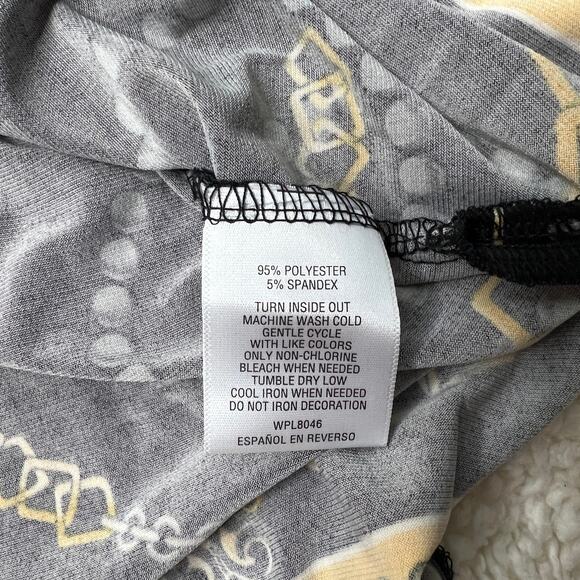 95% POLYESTER
5% SPANDEX
TURN INSIDE OUT
MACHINE WASH COLD
GENTLE CYCLE
WITH LIKE COLORS
ONLY NON-CHLORINE
BLEACH WHEN NEEDED
TUMBLE DRY LOW
COOL IRON WHEN NEEDED
DO NOT IRON DECORATION
WPL8046
ESPAÑOL EN REVERSO